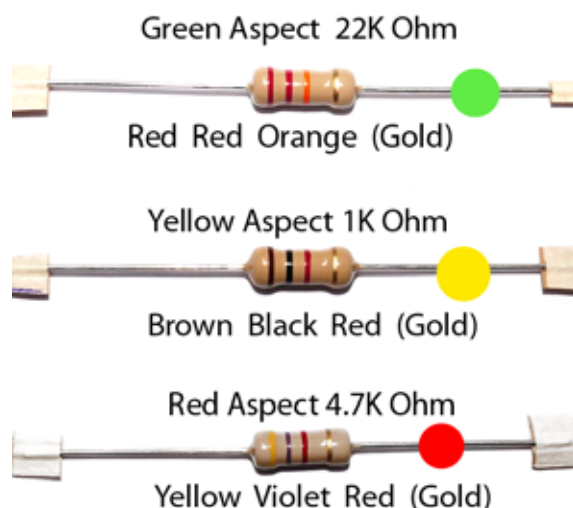 Green Aspect 22K Ohm
Red Red Orange (Gold)
Yellow Aspect 1K Ohm
Brown Black Red (Gold)
Red Aspect 4.7K Ohm
Yellow Violet Red (Gold)